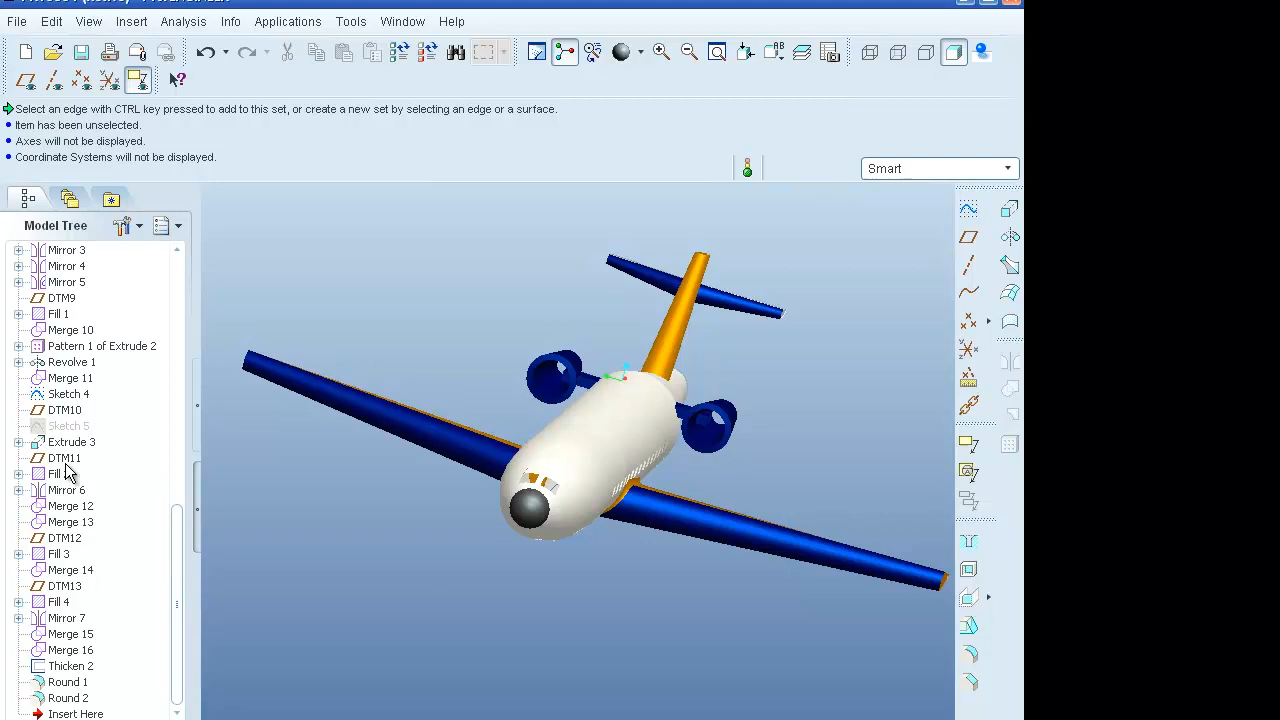 File Edit View Insert Analysis Info Applications Tools Window Help
Select an edge with CTRL key pressed to add to this set, or create a new set by selecting an edge or a surface.
Item has been unselected.
Axes will not be displayed.
Coordinate Systems will not be displayed.
Smart
Model Tree
Mirror 3
Mirror 4
Mirror 5
DTM9
Fill 1
Merge 10
Pattern 1 of Extrude 2
Revolve 1
Merge 11
Sketch 4
DTM10
Sketch 5
Extrude 3
DTM11
Fill
Mirror 6
Merge 12
Merge 13
DTM12
Fill 3
Merge 14
DTM13
Fill 4
Mirror 7
Merge 15
Merge 16
Thicken 2
Round 1
Round 2
Insert Here